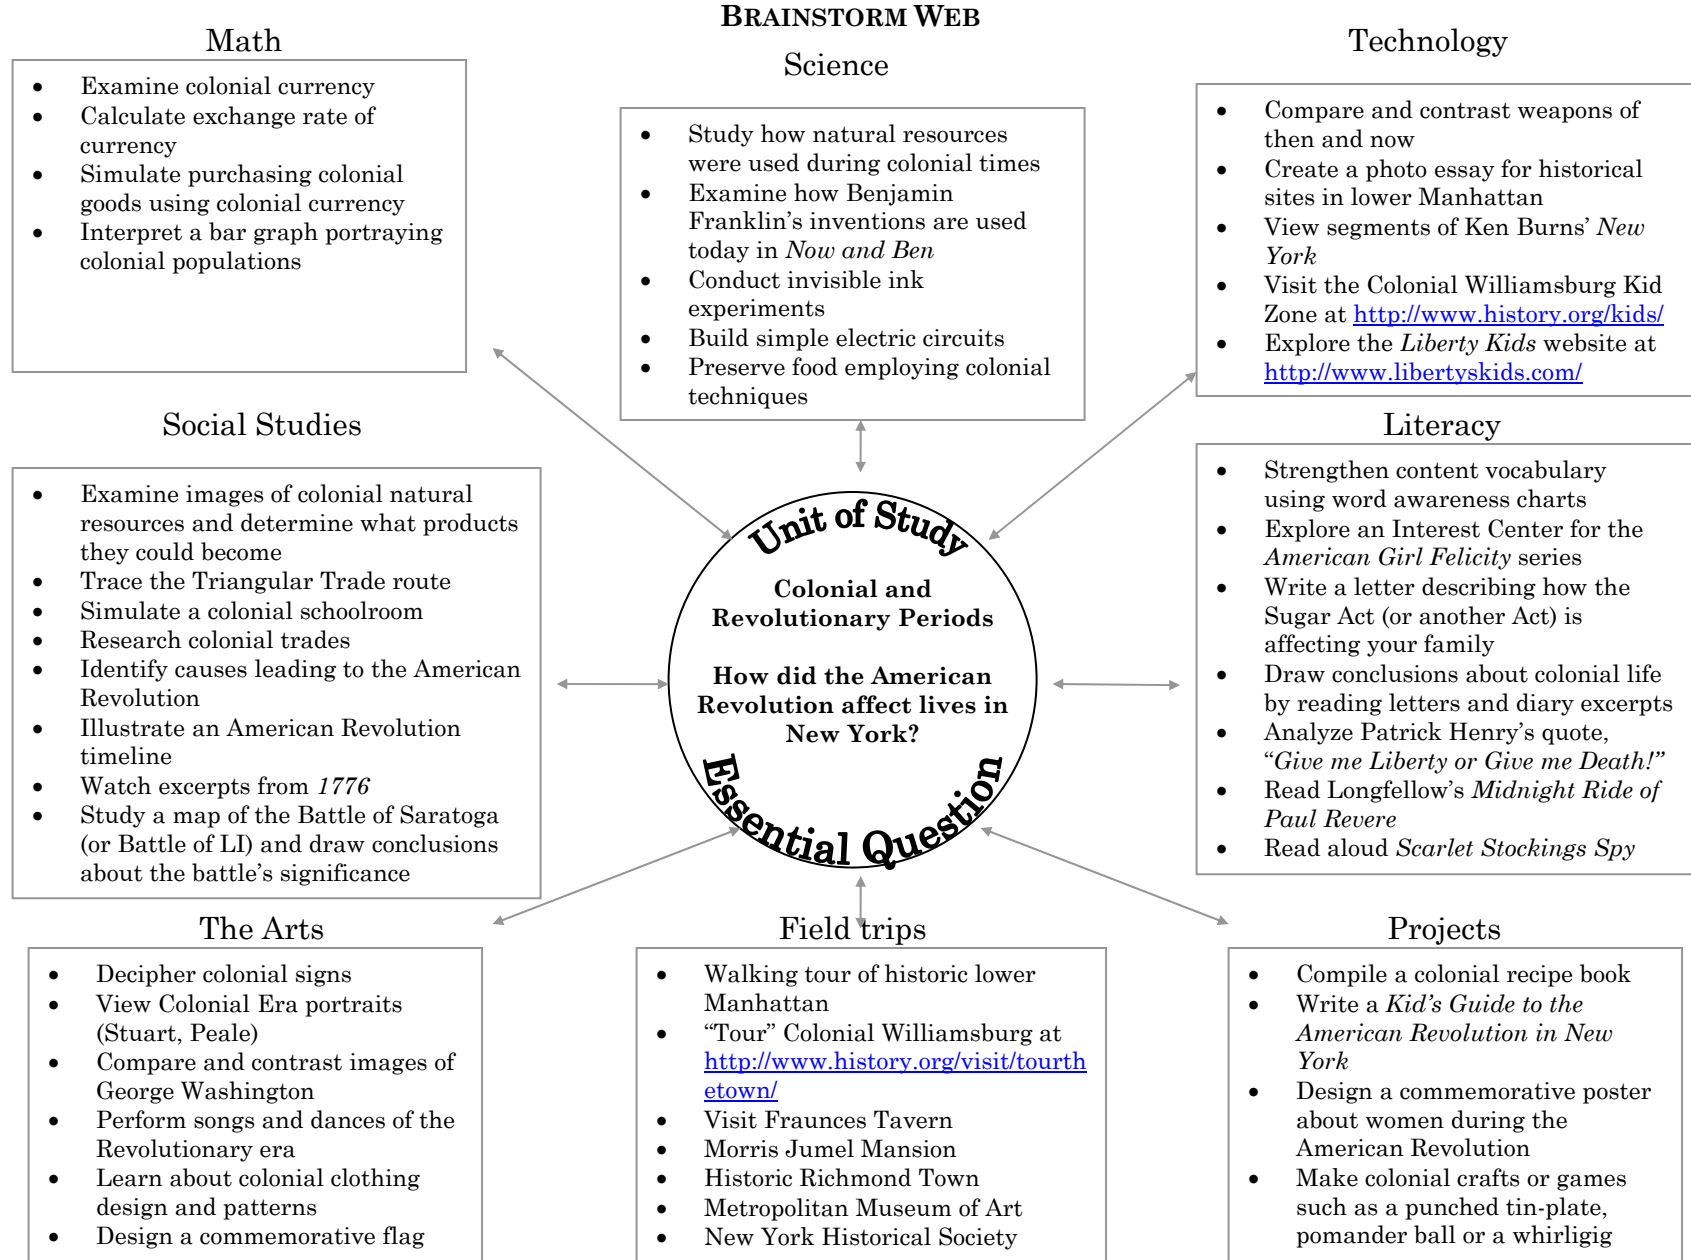 BRAINSTORM WEB
Math
• Examine colonial currency
• Calculate exchange rate of
currency
• Simulate purchasing colonial
goods using colonial currency
• Interpret a bar graph portraying
colonial populations
Science
• Study how natural resources
were used during colonial times
• Examine how Benjamin
Franklin’s inventions are used
today in Now and Ben
• Conduct invisible ink
experiments
• Build simple electric circuits
• Preserve food employing colonial
techniques
Technology
• Compare and contrast weapons of
then and now
• Create a photo essay for historical
sites in lower Manhattan
• View segments of Ken Burns’ New
York
• Visit the Colonial Williamsburg Kid
Zone at http://www.history.org/kids/
• Explore the Liberty Kids website at
http://www.libertyskids.com/
Social Studies
• Examine images of colonial natural
resources and determine what products
they could become
• Trace the Triangular Trade route
• Simulate a colonial schoolroom
• Research colonial trades
• Identify causes leading to the American
Revolution
• Illustrate an American Revolution
timeline
• Watch excerpts from 1776
• Study a map of the Battle of Saratoga
(or Battle of LI) and draw conclusions
about the battle’s significance
Unit of Study
Colonial and
Revolutionary Periods
How did the American
Revolution affect lives in
New York?
Essential Question
Literacy
• Strengthen content vocabulary
using word awareness charts
• Explore an Interest Center for the
American Girl Felicity series
• Write a letter describing how the
Sugar Act (or another Act) is
affecting your family
• Draw conclusions about colonial life
by reading letters and diary excerpts
• Analyze Patrick Henry’s quote,
“Give me Liberty or Give me Death!”
• Read Longfellow’s Midnight Ride of
Paul Revere
• Read aloud Scarlet Stockings Spy
The Arts
• Decipher colonial signs
• View Colonial Era portraits
(Stuart, Peale)
• Compare and contrast images of
George Washington
• Perform songs and dances of the
Revolutionary era
• Learn about colonial clothing
design and patterns
• Design a commemorative flag
Field trips
• Walking tour of historic lower
Manhattan
• “Tour” Colonial Williamsburg at
http://www.history.org/visit/tourth
etown/
• Visit Fraunces Tavern
• Morris Jumel Mansion
• Historic Richmond Town
• Metropolitan Museum of Art
• New York Historical Society
Projects
• Compile a colonial recipe book
• Write a Kid’s Guide to the
American Revolution in New
York
• Design a commemorative poster
about women during the
American Revolution
• Make colonial crafts or games
such as a punched tin-plate,
pomander ball or a whirligig